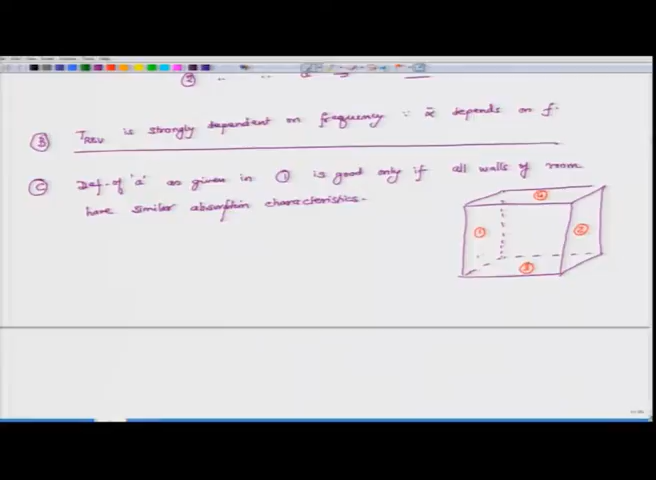 ②
Ⓑ T_REV is strongly dependent on frequency ∵ ᾱ depends on f.
Ⓒ Def. of 'a' as given in ① is good only if all walls of room
have similar absorption characteristics.
④
① ②
③